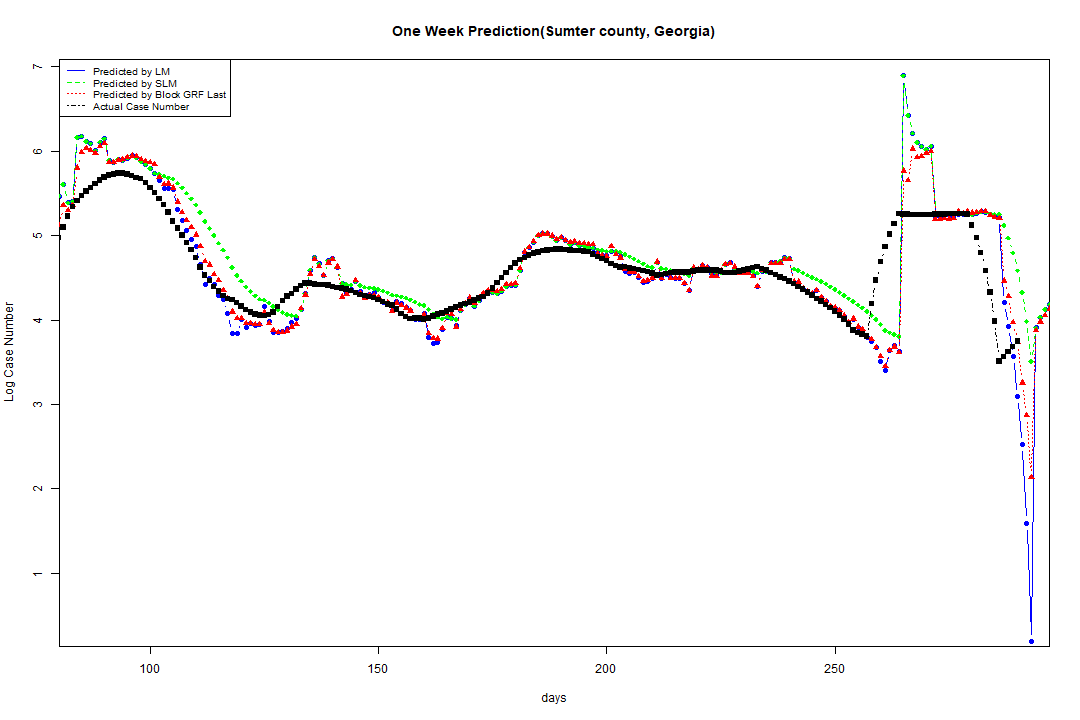 One Week Prediction(Sumter county, Georgia)
Predicted by LM
Predicted by SLM
Predicted by Block GRF Last
Actual Case Number
7
6
5
4
3
2
1
Log Case Number
100 150 200 250
days